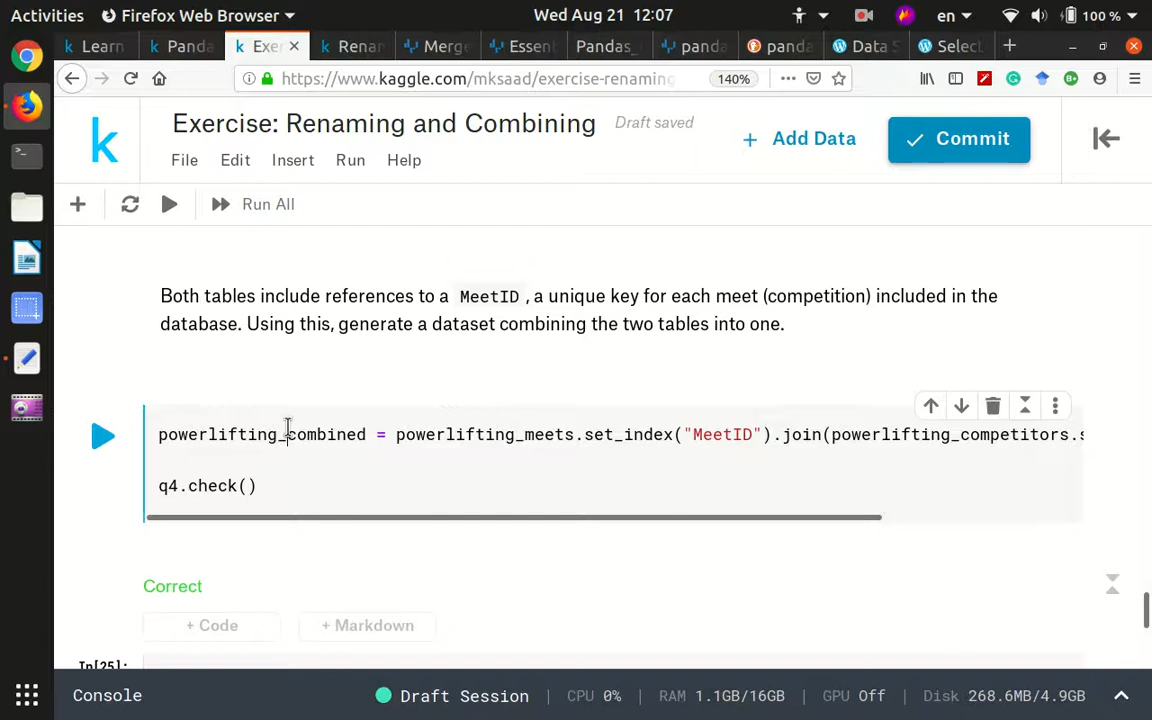 Activities Firefox Web Browser Wed Aug 21 12:07 en 100 %
Learn Panda Exer Renam Merge Essent Pandas_ panda panda Data S Select
https://www.kaggle.com/mksaad/exercise-renaming 140%
k Exercise: Renaming and Combining Draft saved + Add Data Commit
File Edit Insert Run Help
Run All
Both tables include references to a MeetID , a unique key for each meet (competition) included in the
database. Using this, generate a dataset combining the two tables into one.
powerlifting_combined = powerlifting_meets.set_index("MeetID").join(powerlifting_competitors.s
q4.check()
Correct
+ Code + Markdown
In[25]:
Console Draft Session CPU 0% RAM 1.1GB/16GB GPU Off Disk 268.6MB/4.9GB